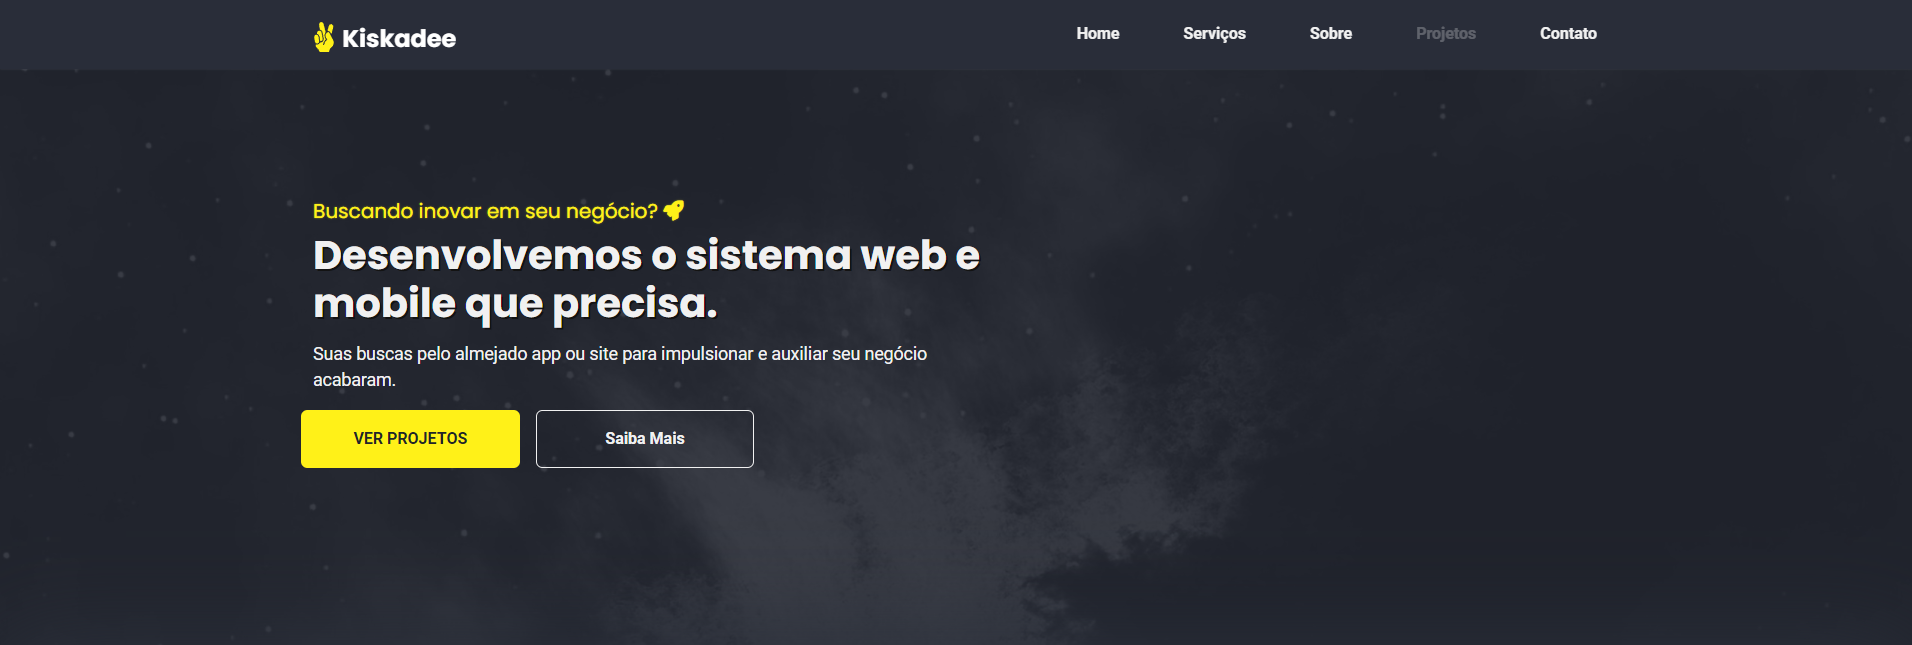 Kiskadee
Home Serviços Sobre Projetos Contato
Buscando inovar em seu negócio?
Desenvolvemos o sistema web e
mobile que precisa.
Suas buscas pelo almejado app ou site para impulsionar e auxiliar seu negócio
acabaram.
VER PROJETOS Saiba Mais